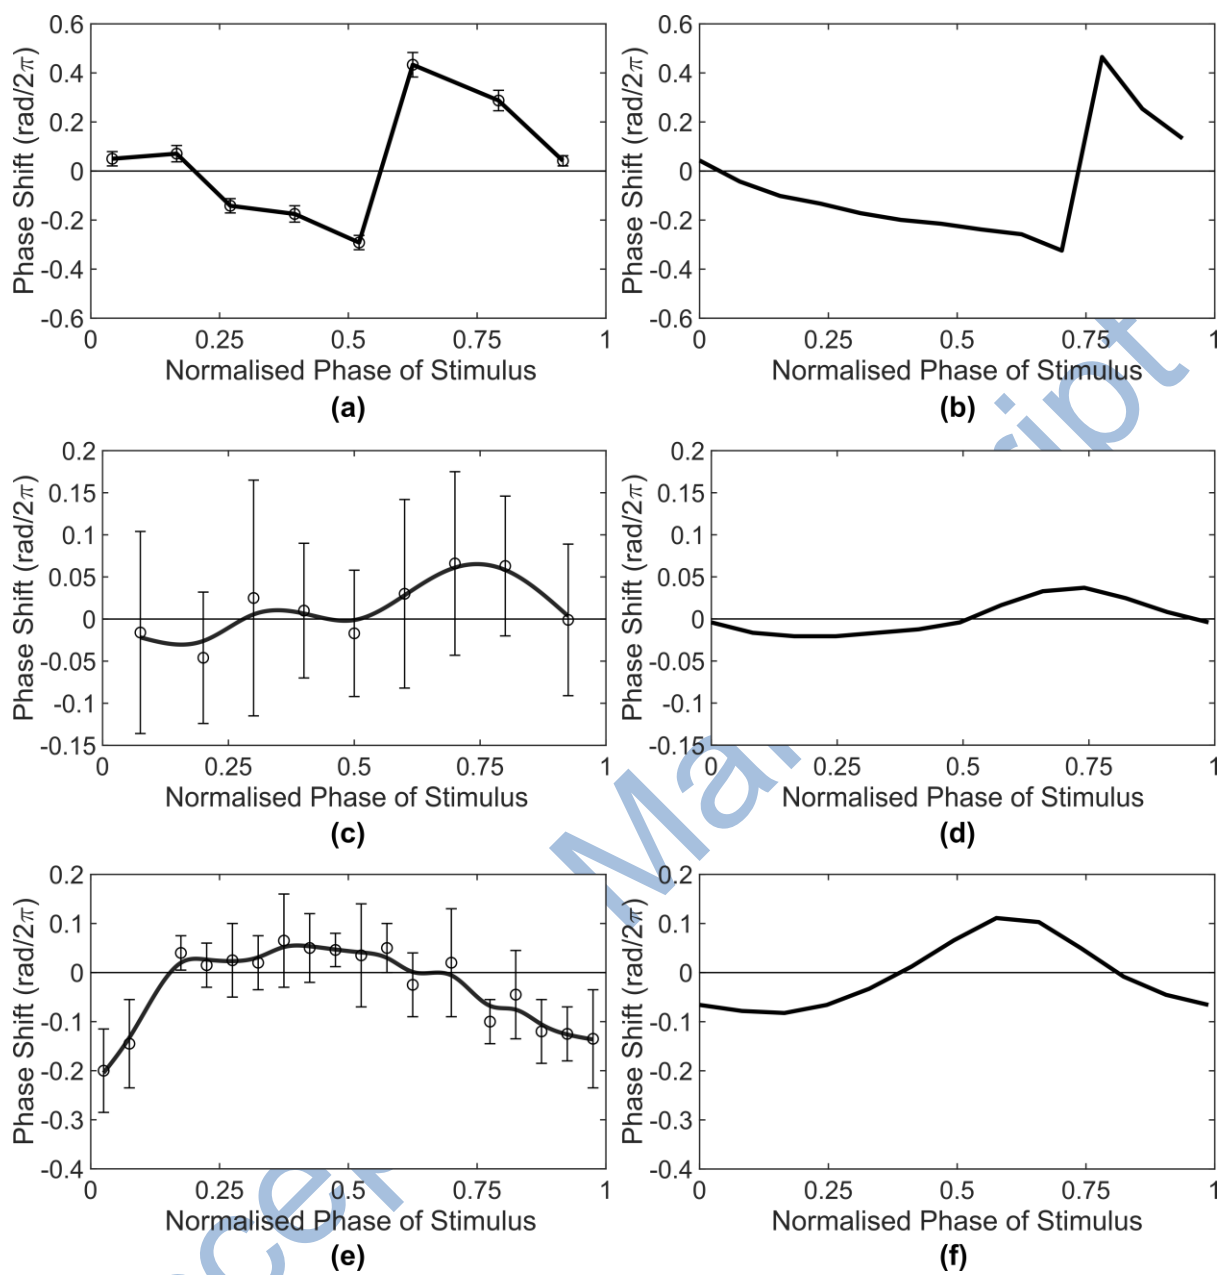 0.6
0.4
0.2
0
-0.2
-0.4
-0.6
Phase Shift (rad/2π)
0 0.25 0.5 0.75 1
Normalised Phase of Stimulus
(a)
0.6
0.4
0.2
0
-0.2
-0.4
-0.6
Phase Shift (rad/2π)
0 0.25 0.5 0.75 1
Normalised Phase of Stimulus
(b)
0.2
0.15
0.1
0.05
0
-0.05
-0.1
-0.15
Phase Shift (rad/2π)
0 0.25 0.5 0.75 1
Normalised Phase of Stimulus
(c)
0.2
0.15
0.1
0.05
0
-0.05
-0.1
-0.15
Phase Shift (rad/2π)
0 0.25 0.5 0.75 1
Normalised Phase of Stimulus
(d)
0.2
0.1
0
-0.1
-0.2
-0.3
-0.4
Phase Shift (rad/2π)
0 0.25 0.5 0.75 1
Normalised Phase of Stimulus
(e)
0.2
0.1
0
-0.1
-0.2
-0.3
-0.4
Phase Shift (rad/2π)
0 0.25 0.5 0.75 1
Normalised Phase of Stimulus
(f)